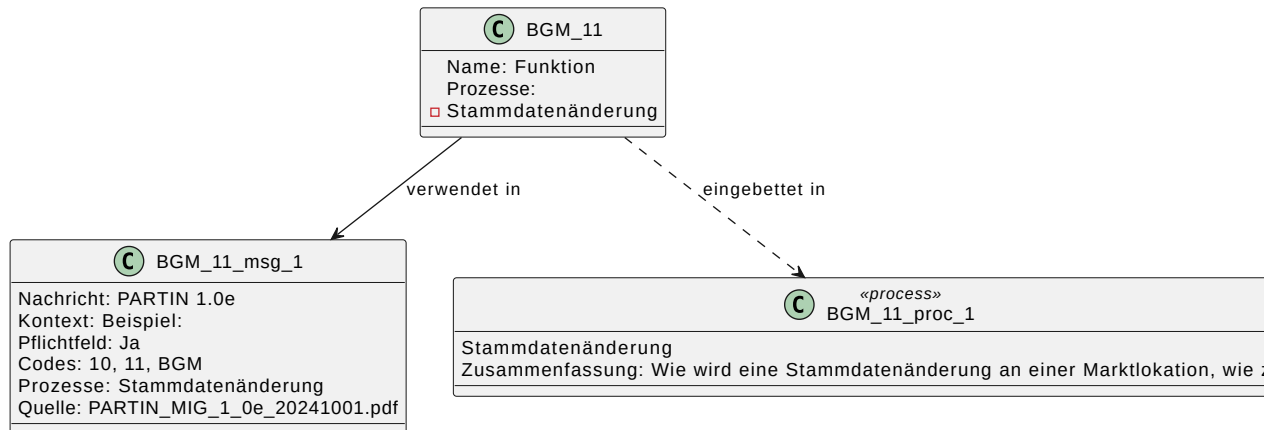 C BGM_11
Name: Funktion
Prozesse:
Stammdatenänderung
verwendet in
eingebettet in
C BGM_11_msg_1
Nachricht: PARTIN 1.0e
Kontext: Beispiel:
Pflichtfeld: Ja
Codes: 10, 11, BGM
Prozesse: Stammdatenänderung
Quelle: PARTIN_MIG_1_0e_20241001.pdf
C «process»
BGM_11_proc_1
Stammdatenänderung
Zusammenfassung: Wie wird eine Stammdatenänderung an einer Marktlokation, wie